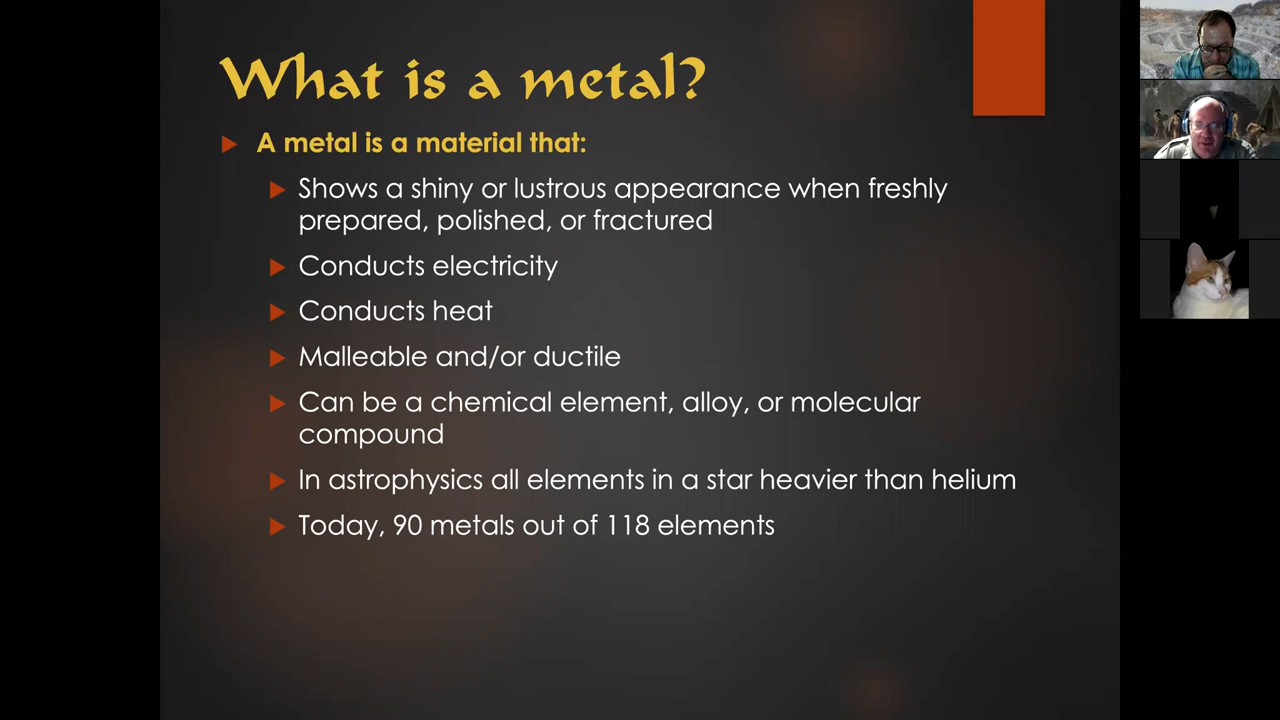 What is a metal?
A metal is a material that:
Shows a shiny or lustrous appearance when freshly
prepared, polished, or fractured
Conducts electricity
Conducts heat
Malleable and/or ductile
Can be a chemical element, alloy, or molecular
compound
In astrophysics all elements in a star heavier than helium
Today, 90 metals out of 118 elements